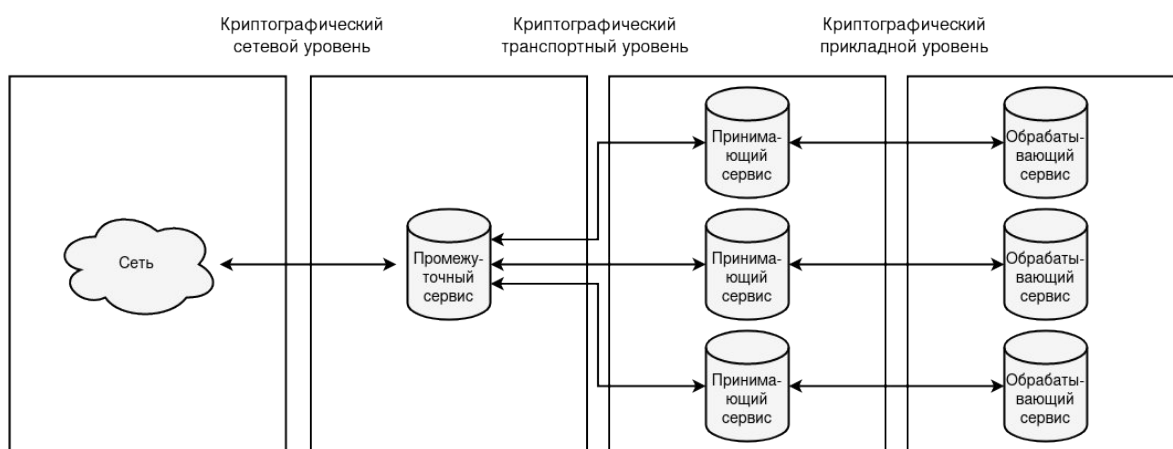 Криптографический
сетевой уровень
Криптографический
транспортный уровень
Криптографический
прикладной уровень
Сеть
Промежу-
точный
сервис
Принима-
ющий
сервис
Принима-
ющий
сервис
Принима-
ющий
сервис
Обрабаты-
вающий
сервис
Обрабаты-
вающий
сервис
Обрабаты-
вающий
сервис